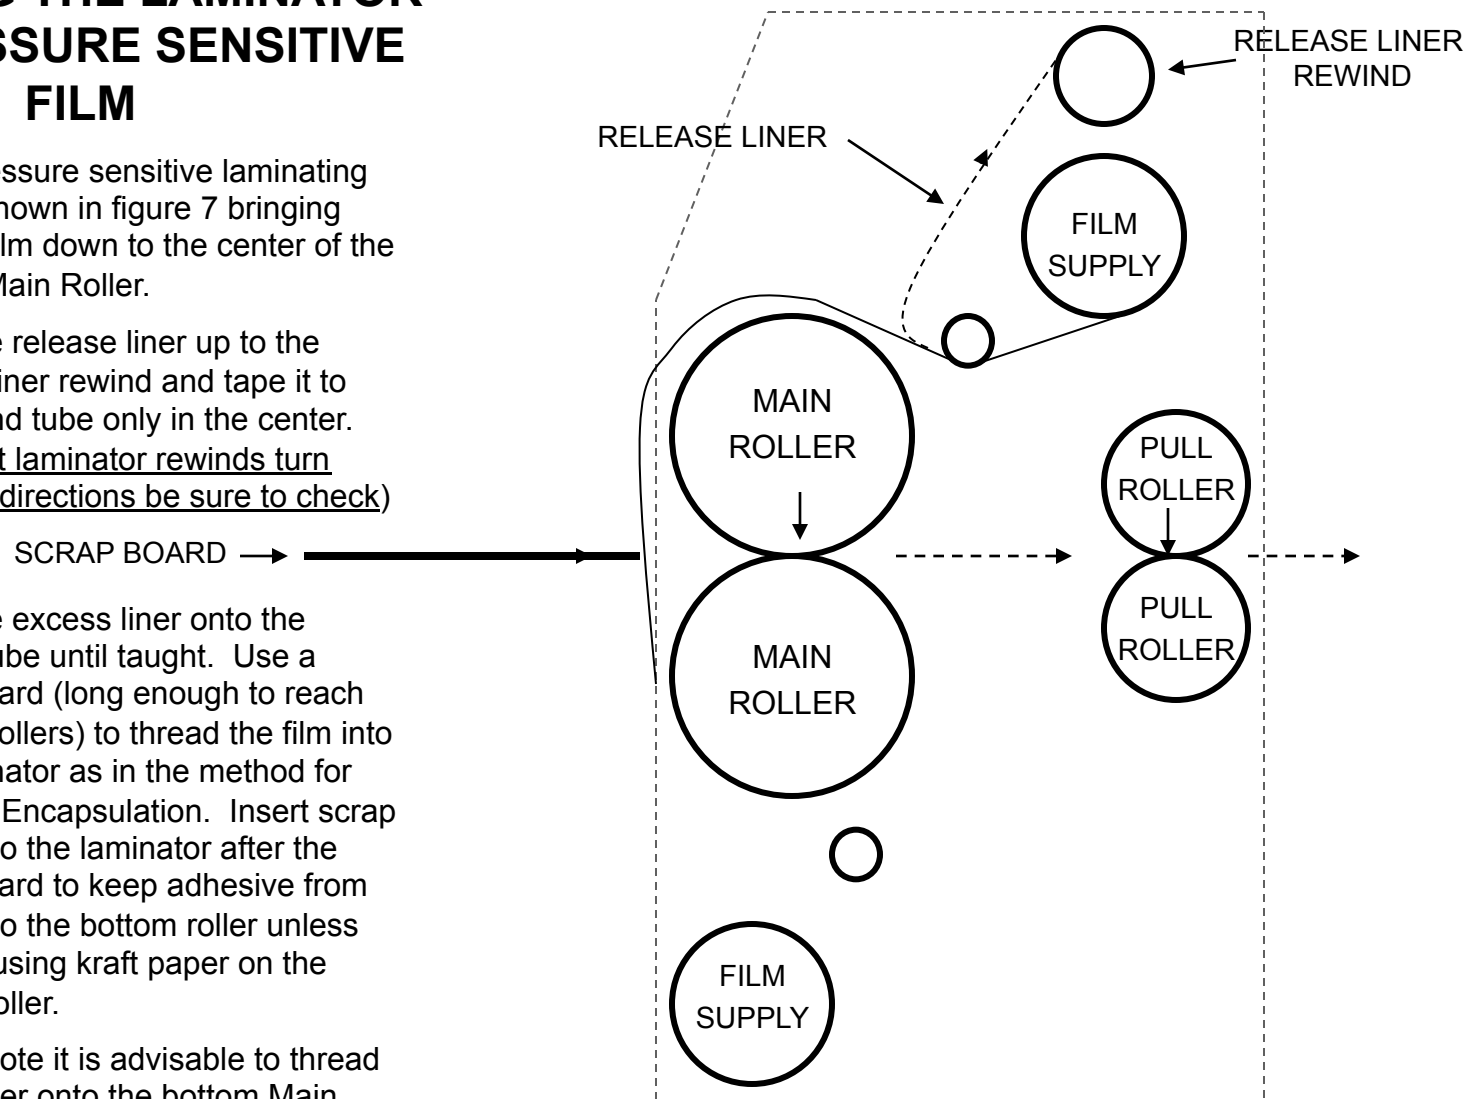 THE LAMINATOR
SSURE SENSITIVE
FILM
essure sensitive laminating
hown in figure 7 bringing
ilm down to the center of the
Main Roller.
e release liner up to the
iner rewind and tape it to
nd tube only in the center.
t laminator rewinds turn
directions be sure to check)
SCRAP BOARD
e excess liner onto the
ube until taught. Use a
ard (long enough to reach
ollers) to thread the film into
nator as in the method for
Encapsulation. Insert scrap
o the laminator after the
ard to keep adhesive from
o the bottom roller unless
using kraft paper on the
oller.
ote it is advisable to thread
er onto the bottom Main
RELEASE LINER
REWIND
RELEASE LINER
FILM
SUPPLY
MAIN
ROLLER
PULL
ROLLER
MAIN
ROLLER
PULL
ROLLER
FILM
SUPPLY